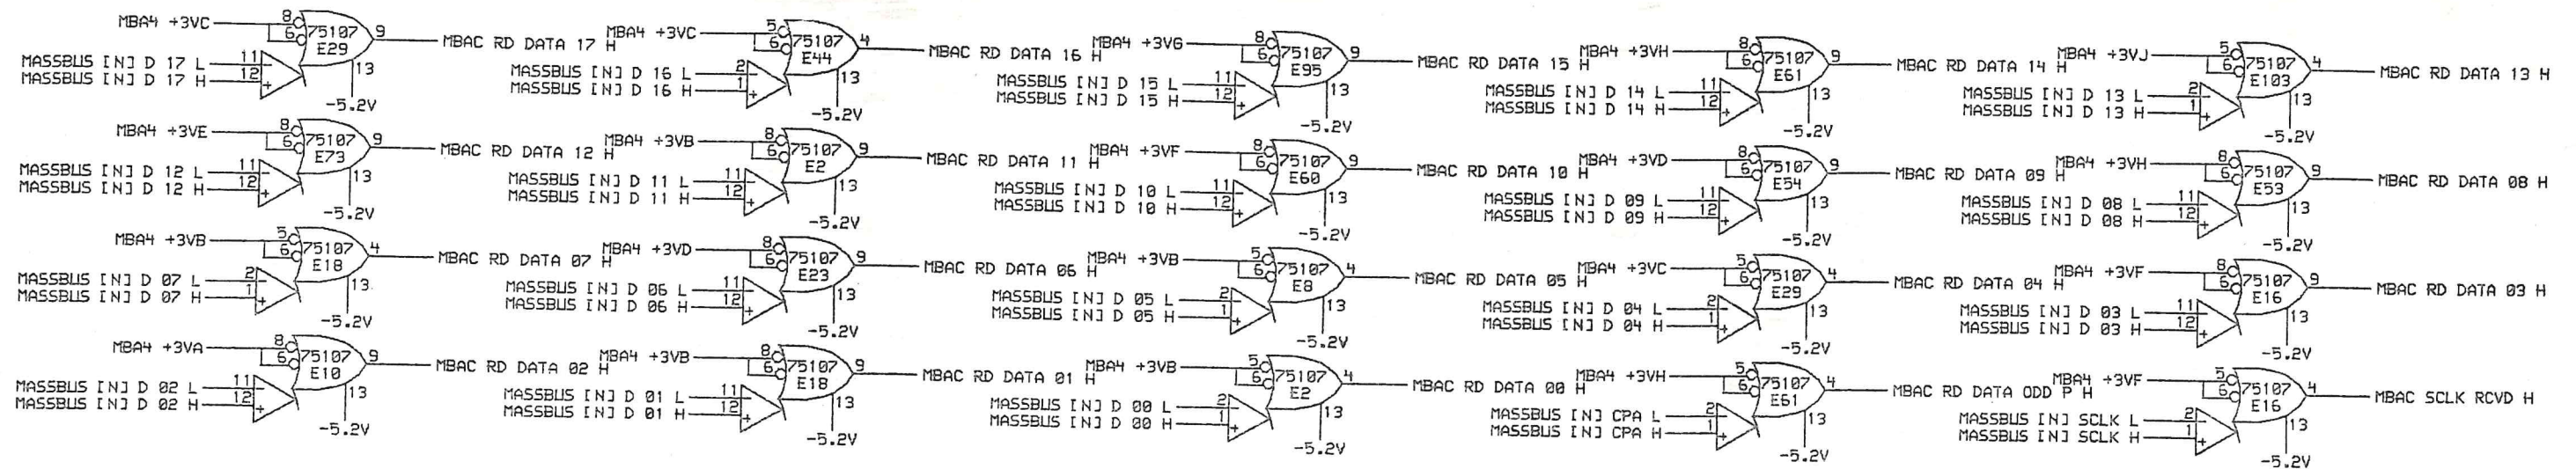 MBA4 +3VC 8 6 75107 E29 9 MBAC RD DATA 17 H
MASSBUS [N] D 17 L 11
MASSBUS [N] D 17 H 12
13
-5.2V
MBA4 +3VC 5 6 75107 E44 4 MBAC RD DATA 16 H
MASSBUS [N] D 16 L 2
MASSBUS [N] D 16 H 1
13
-5.2V
MBA4 +3VG 8 6 75107 E95 9 MBAC RD DATA 15 H
MASSBUS [N] D 15 L 11
MASSBUS [N] D 15 H 12
13
-5.2V
MBA4 +3VH 8 6 75107 E61 9 MBAC RD DATA 14 H
MASSBUS [N] D 14 L 11
MASSBUS [N] D 14 H 12
13
-5.2V
MBA4 +3VJ 5 6 75107 E103 4 MBAC RD DATA 13 H
MASSBUS [N] D 13 L 2
MASSBUS [N] D 13 H 1
13
-5.2V
MBA4 +3VE 8 6 75107 E73 9 MBAC RD DATA 12 H
MASSBUS [N] D 12 L 11
MASSBUS [N] D 12 H 12
13
-5.2V
MBA4 +3VB 8 6 75107 E2 9 MBAC RD DATA 11 H
MASSBUS [N] D 11 L 11
MASSBUS [N] D 11 H 12
13
-5.2V
MBA4 +3VF 8 6 75107 E60 9 MBAC RD DATA 10 H
MASSBUS [N] D 10 L 11
MASSBUS [N] D 10 H 12
13
-5.2V
MBA4 +3VD 8 6 75107 E54 9 MBAC RD DATA 09 H
MASSBUS [N] D 09 L 11
MASSBUS [N] D 09 H 12
13
-5.2V
MBA4 +3VH 8 6 75107 E53 9 MBAC RD DATA 08 H
MASSBUS [N] D 08 L 11
MASSBUS [N] D 08 H 12
13
-5.2V
MBA4 +3VB 5 6 75107 E18 4 MBAC RD DATA 07 H
MASSBUS [N] D 07 L 2
MASSBUS [N] D 07 H 1
13
-5.2V
MBA4 +3VD 8 6 75107 E23 9 MBAC RD DATA 06 H
MASSBUS [N] D 06 L 11
MASSBUS [N] D 06 H 12
13
-5.2V
MBA4 +3VB 5 6 75107 E8 4 MBAC RD DATA 05 H
MASSBUS [N] D 05 L 2
MASSBUS [N] D 05 H 1
13
-5.2V
MBA4 +3VC 5 6 75107 E29 4 MBAC RD DATA 04 H
MASSBUS [N] D 04 L 2
MASSBUS [N] D 04 H 1
13
-5.2V
MBA4 +3VF 8 6 75107 E16 9 MBAC RD DATA 03 H
MASSBUS [N] D 03 L 11
MASSBUS [N] D 03 H 12
13
-5.2V
MBA4 +3VA 8 6 75107 E10 9 MBAC RD DATA 02 H
MASSBUS [N] D 02 L 11
MASSBUS [N] D 02 H 12
13
-5.2V
MBA4 +3VB 8 6 75107 E18 9 MBAC RD DATA 01 H
MASSBUS [N] D 01 L 11
MASSBUS [N] D 01 H 12
13
-5.2V
MBA4 +3VB 5 6 75107 E2 4 MBAC RD DATA 00 H
MASSBUS [N] D 00 L 2
MASSBUS [N] D 00 H 1
13
-5.2V
MBA4 +3VH 5 6 75107 E61 4 MBAC RD DATA ODD P H
MASSBUS [N] CPA L 2
MASSBUS [N] CPA H 1
13
-5.2V
MBA4 +3VF 5 6 75107 E16 4 MBAC SCLK RCVD H
MASSBUS [N] SCLK L 2
MASSBUS [N] SCLK H 1
13
-5.2V